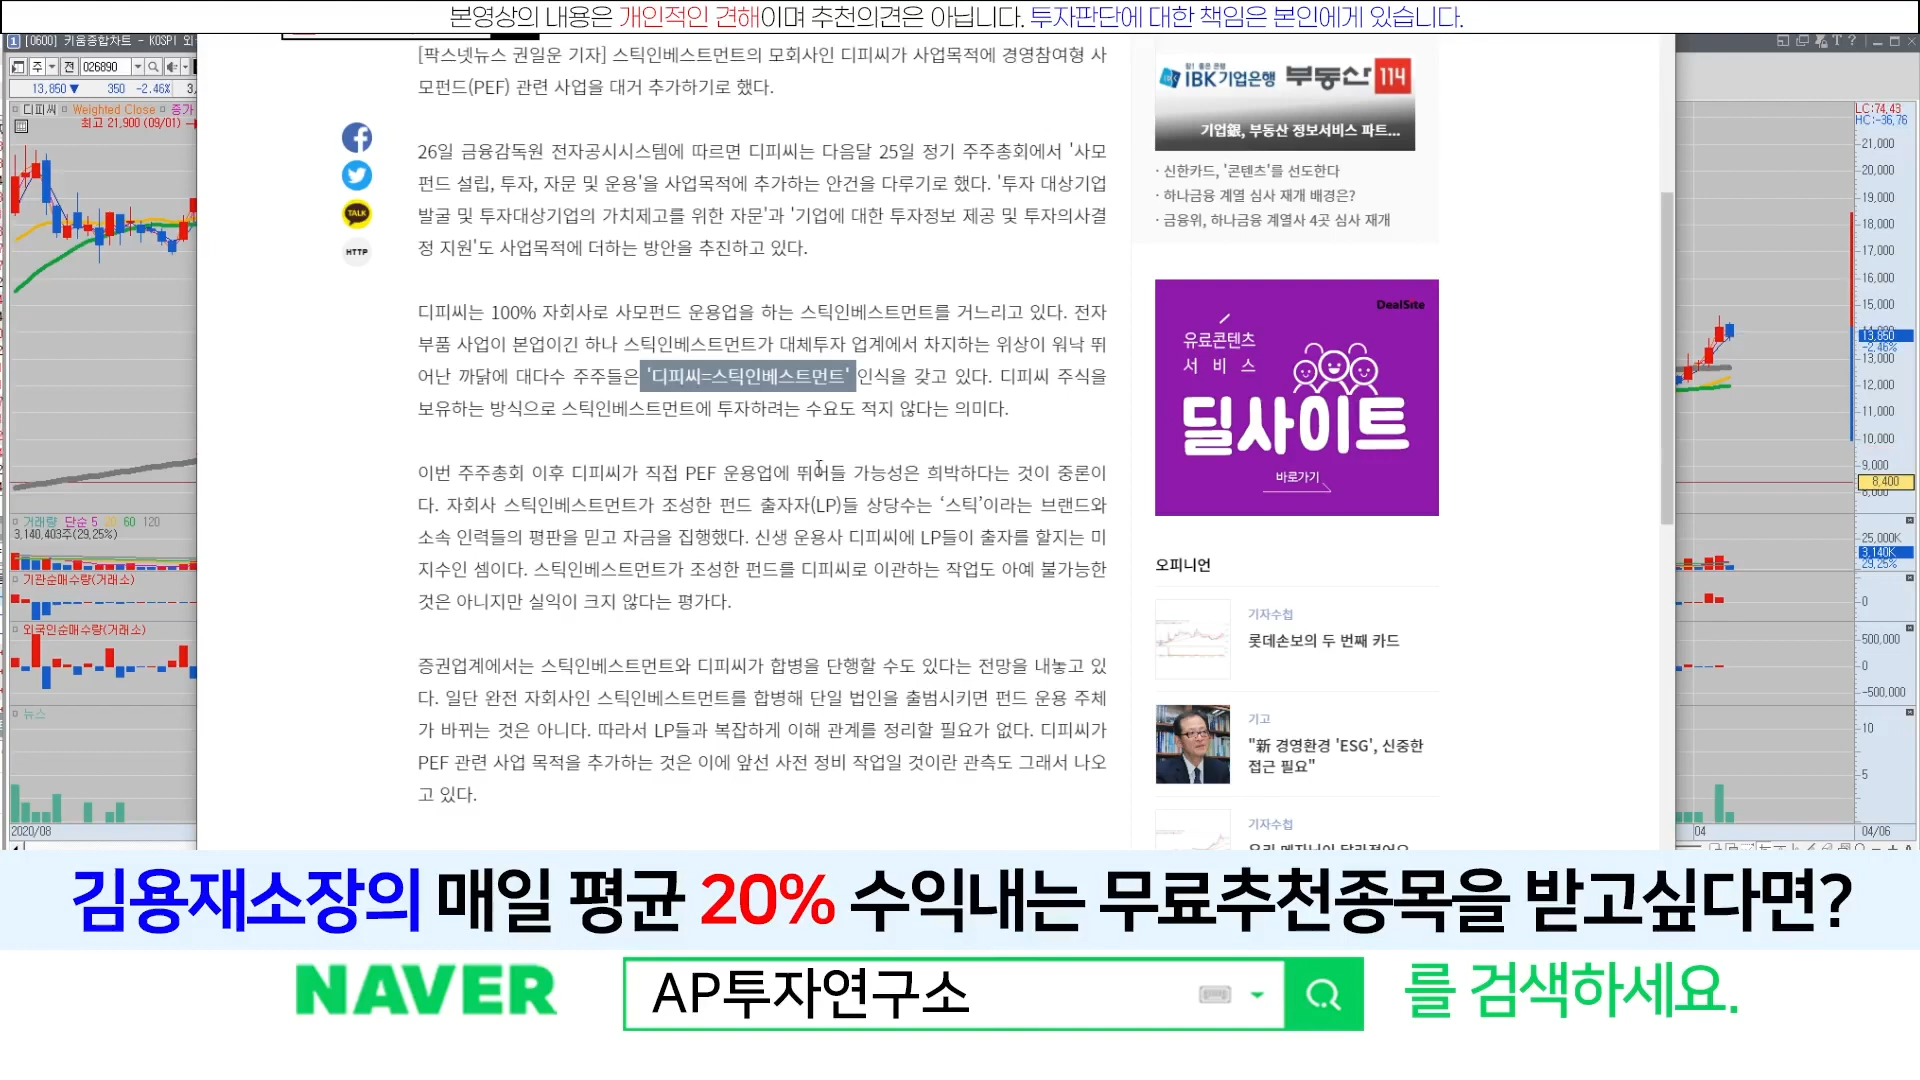 본영상의 내용은 개인적인 견해이며 추천의견은 아닙니다. 투자판단에 대한 책임은 본인에게 있습니다.
1 [0600] 키움종합차트 - KOSPI 외
주 전 026890
13,850 ▼ 350 -2.46% 3,
디피씨 Weighted Close 증가
최고 21,900 (09/01)
거래량 단순 5 20 60 120
3,140,403주(29,25%)
기관순매수량(거래소)
외국인순매수량(거래소)
뉴스
2020/08
[팍스넷뉴스 권일운 기자] 스틱인베스트먼트의 모회사인 디피씨가 사업목적에 경영참여형 사
모펀드(PEF) 관련 사업을 대거 추가하기로 했다.
TALK
HTTP
26일 금융감독원 전자공시시스템에 따르면 디피씨는 다음달 25일 정기 주주총회에서 '사모
펀드 설립, 투자, 자문 및 운용'을 사업목적에 추가하는 안건을 다루기로 했다. '투자 대상기업
발굴 및 투자대상기업의 가치제고를 위한 자문'과 '기업에 대한 투자정보 제공 및 투자의사결
정 지원'도 사업목적에 더하는 방안을 추진하고 있다.
디피씨는 100% 자회사로 사모펀드 운용업을 하는 스틱인베스트먼트를 거느리고 있다. 전자
부품 사업이 본업이긴 하나 스틱인베스트먼트가 대체투자 업계에서 차지하는 위상이 워낙 뛰
어난 까닭에 대다수 주주들은 '디피씨=스틱인베스트먼트' 인식을 갖고 있다. 디피씨 주식을
보유하는 방식으로 스틱인베스트먼트에 투자하려는 수요도 적지 않다는 의미다.
이번 주주총회 이후 디피씨가 직접 PEF 운용업에 뛰어들 가능성은 희박하다는 것이 중론이
다. 자회사 스틱인베스트먼트가 조성한 펀드 출자자(LP)들 상당수는 ‘스틱’이라는 브랜드와
소속 인력들의 평판을 믿고 자금을 집행했다. 신생 운용사 디피씨에 LP들이 출자를 할지는 미
지수인 셈이다. 스틱인베스트먼트가 조성한 펀드를 디피씨로 이관하는 작업도 아예 불가능한
것은 아니지만 실익이 크지 않다는 평가다.
증권업계에서는 스틱인베스트먼트와 디피씨가 합병을 단행할 수도 있다는 전망을 내놓고 있
다. 일단 완전 자회사인 스틱인베스트먼트를 합병해 단일 법인을 출범시키면 펀드 운용 주체
가 바뀌는 것은 아니다. 따라서 LP들과 복잡하게 이해 관계를 정리할 필요가 없다. 디피씨가
PEF 관련 사업 목적을 추가하는 것은 이에 앞선 사전 정비 작업일 것이란 관측도 그래서 나오
고 있다.
IBK기업은행 부동산114
기업銀, 부동산 정보서비스 파트...
· 신한카드, '콘텐츠'를 선도한다
· 하나금융 계열 심사 재개 배경은?
· 금융위, 하나금융 계열사 4곳 심사 재개
DealSite
유료콘텐츠
서 비 스
딜사이트
바로가기
오피니언
기자수첩
롯데손보의 두 번째 카드
기고
"新 경영환경 'ESG', 신중한
접근 필요"
기자수첩
LC:74,43
HC:-36,76
21,000
20,000
19,000
18,000
17,000
16,000
15,000
13,850
-2.46%
13,000
12,000
11,000
10,000
9,000
8,400
25,000K
3,140K
29,25%
0
500,000
0
-500,000
10
5
04
04/06
김용재소장의 매일 평균 20% 수익내는 무료추천종목을 받고싶다면?
NAVER AP투자연구소 를 검색하세요.